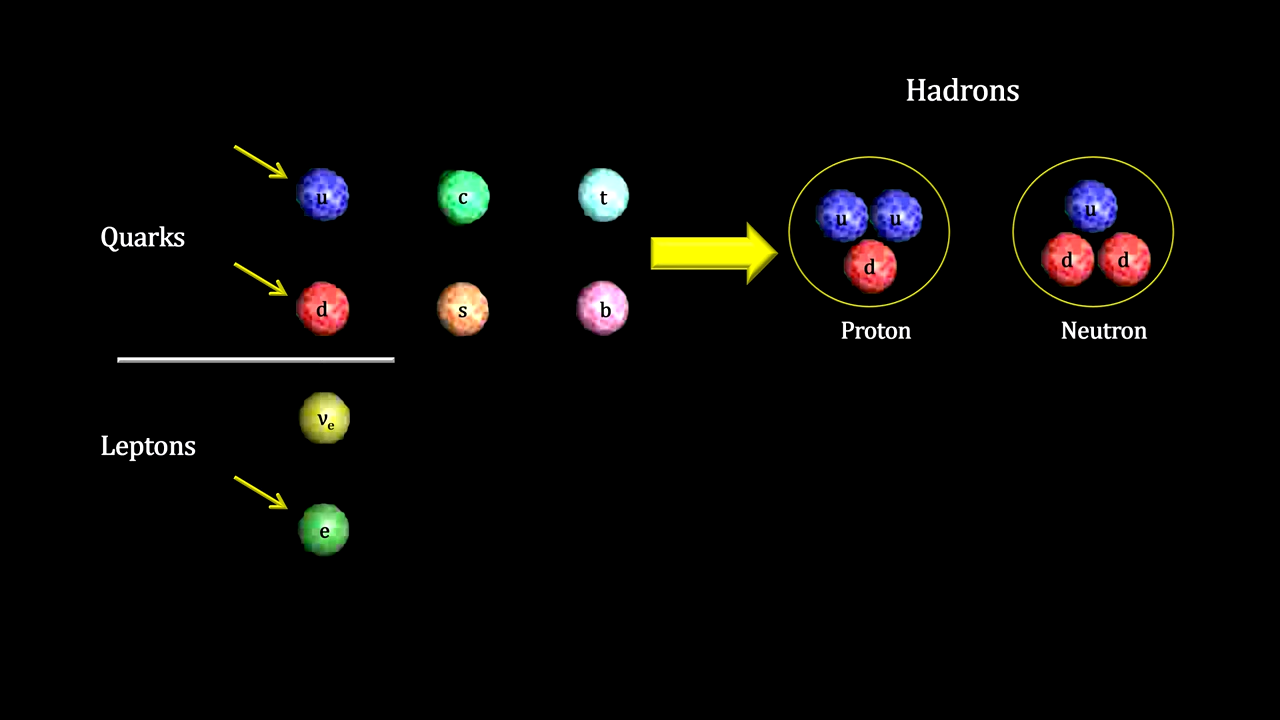 Hadrons
Quarks
u
c
t
d
s
b
u u
d
Proton
u
d d
Neutron
Leptons
νe
e